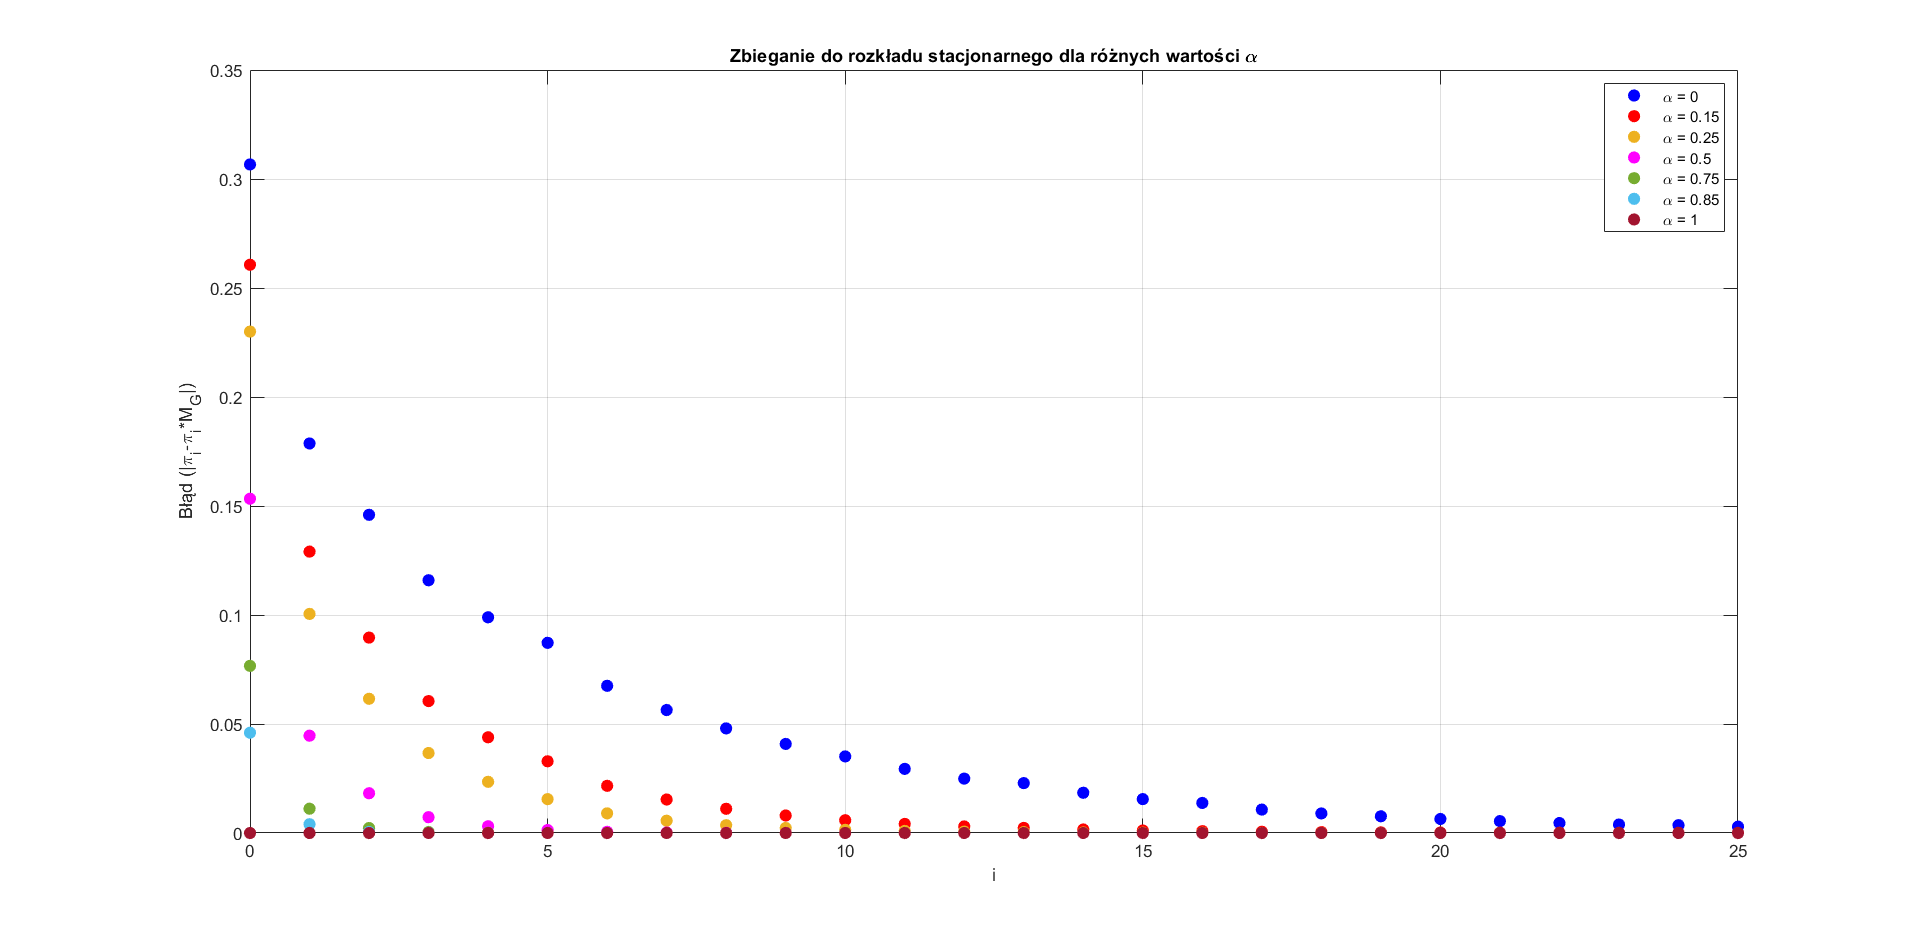 Zbieganie do rozkładu stacjonarnego dla różnych wartości α
0.35
0.3
0.25
0.2
0.15
0.1
0.05
0
Błąd (|π_i-π_i*M_G|)
0 5 10 15 20 25
i
α = 0
α = 0.15
α = 0.25
α = 0.5
α = 0.75
α = 0.85
α = 1